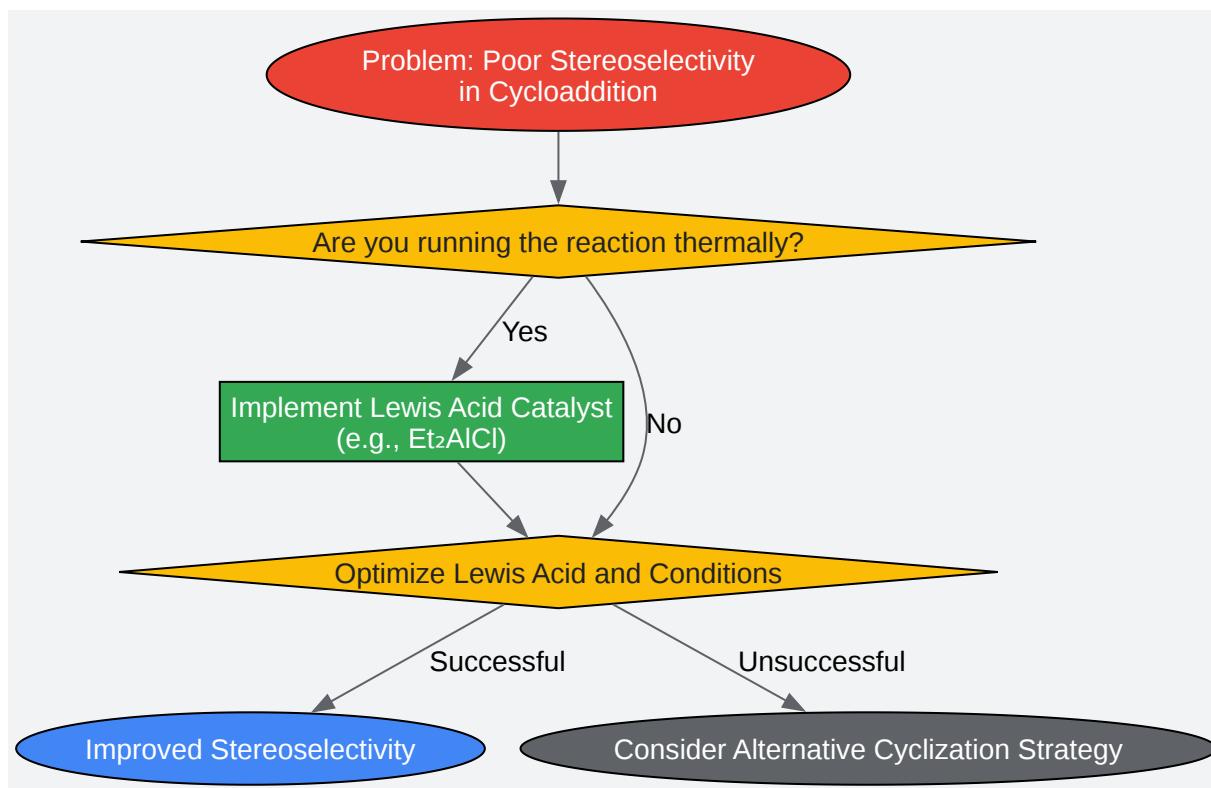 Problem: Poor Stereoselectivity
in Cycloaddition
Are you running the reaction thermally?
Yes
Implement Lewis Acid Catalyst
(e.g., Et₂AlCl)
No
Optimize Lewis Acid and Conditions
Successful
Unsuccessful
Improved Stereoselectivity
Consider Alternative Cyclization Strategy